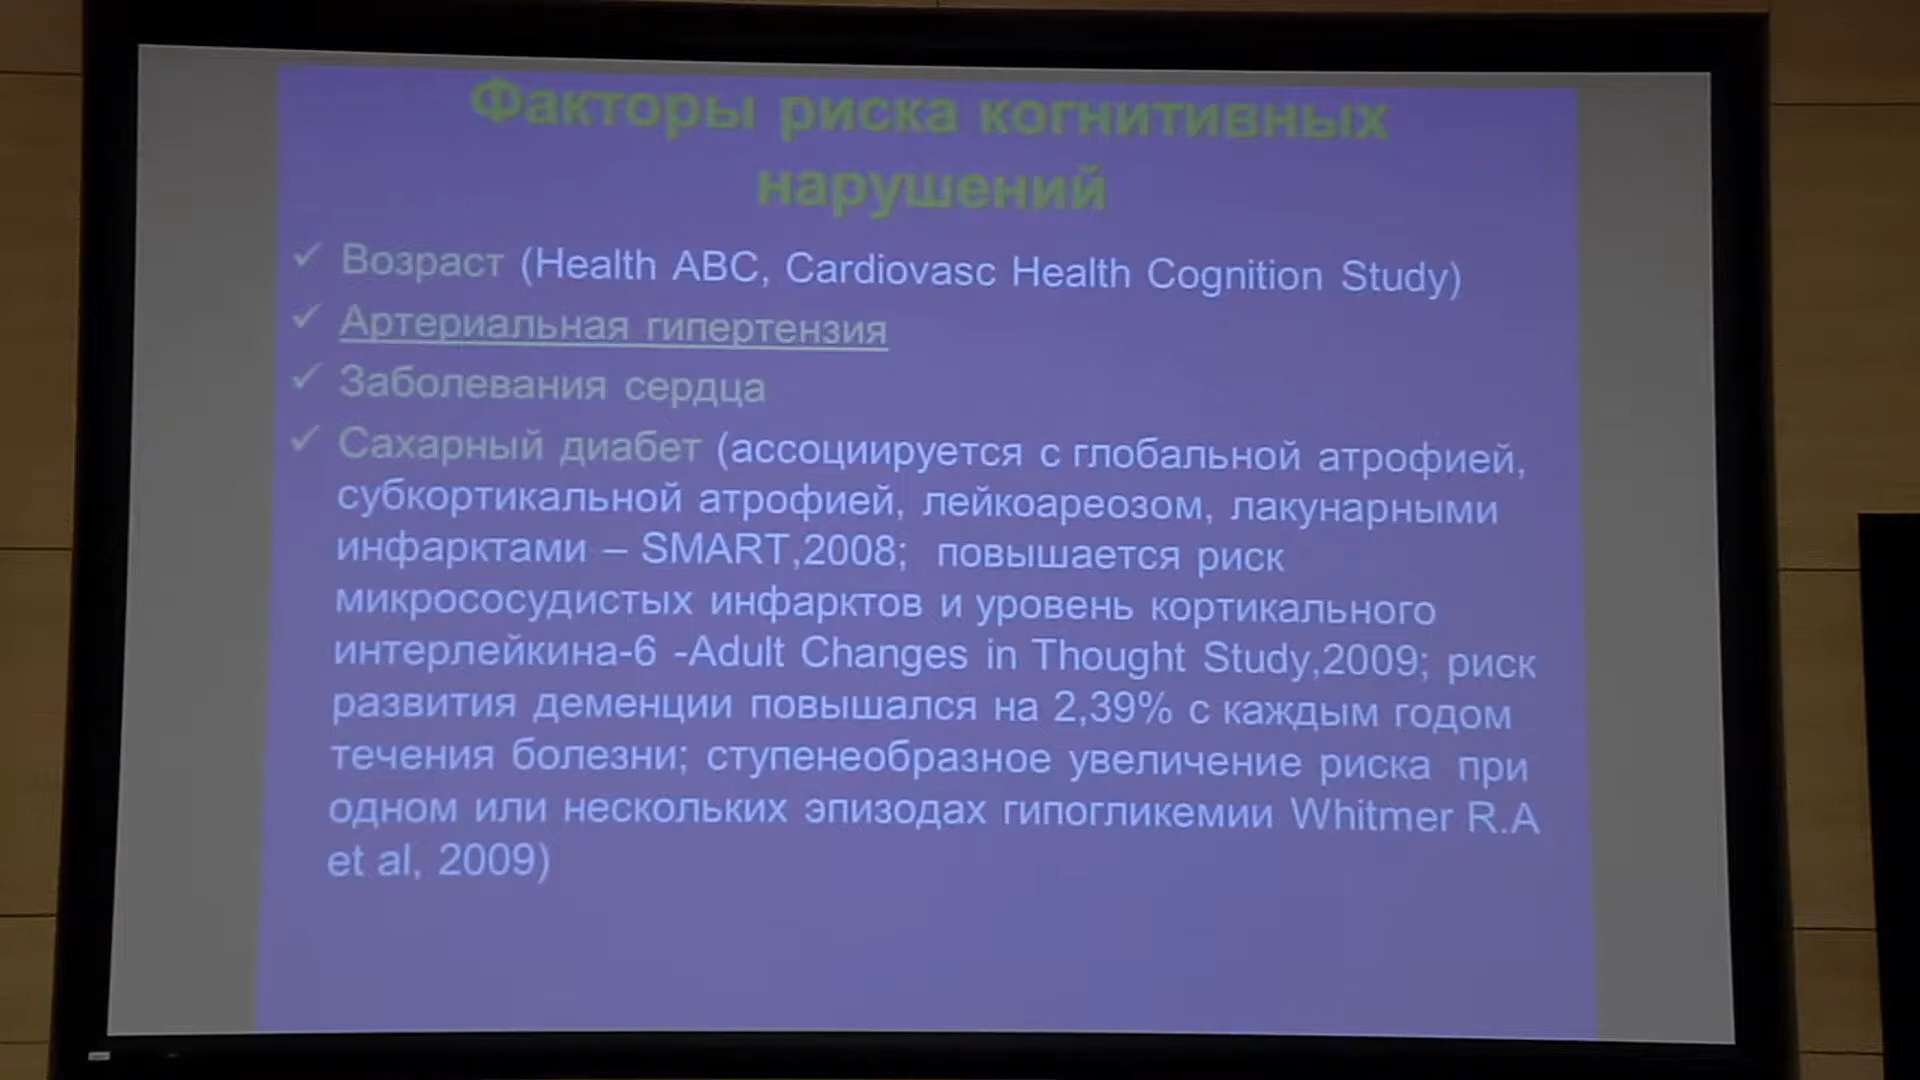 Факторы риска когнитивных
нарушений
✓ Возраст (Health ABC, Cardiovasc Health Cognition Study)
✓ Артериальная гипертензия
✓ Заболевания сердца
✓ Сахарный диабет (ассоциируется с глобальной атрофией,
субкортикальной атрофией, лейкоареозом, лакунарными
инфарктами – SMART,2008; повышается риск
микрососудистых инфарктов и уровень кортикального
интерлейкина-6 -Adult Changes in Thought Study,2009; риск
развития деменции повышался на 2,39% с каждым годом
течения болезни; ступенеобразное увеличение риска при
одном или нескольких эпизодах гипогликемии Whitmer R.A
et al, 2009)